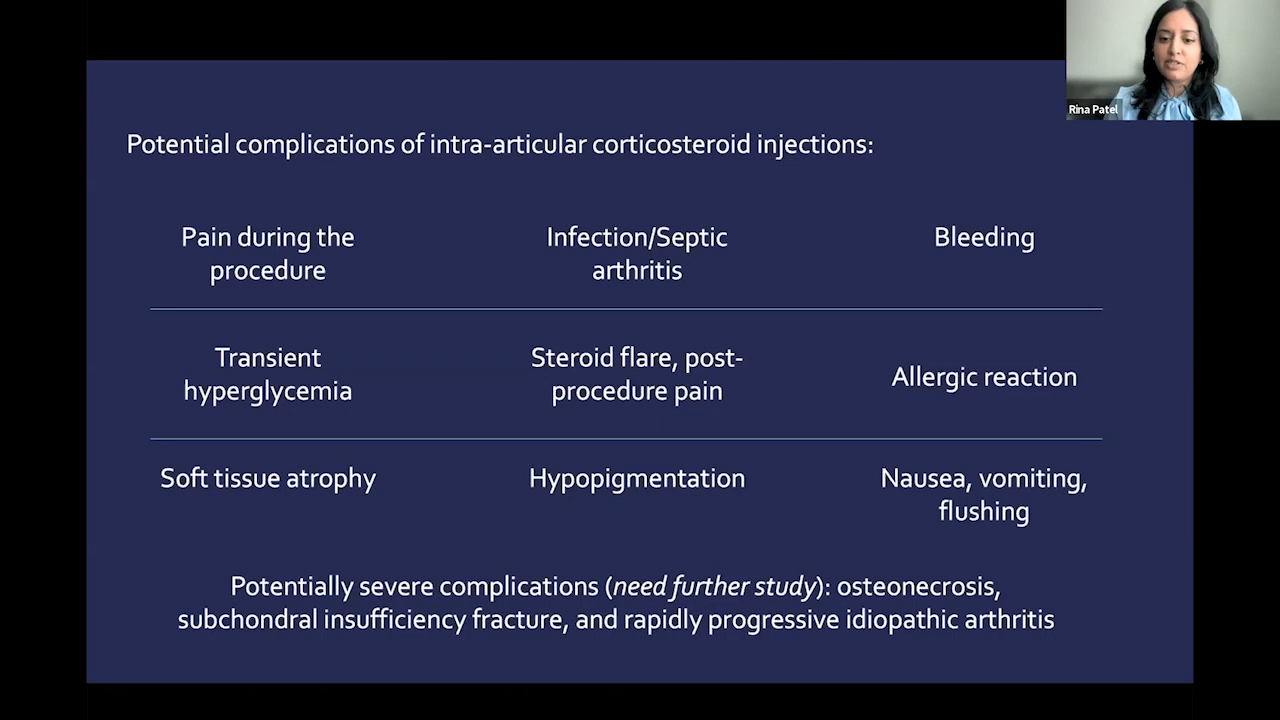 Rina Patel
Potential complications of intra-articular corticosteroid injections:
Pain during the
procedure
Infection/Septic
arthritis
Bleeding
Transient
hyperglycemia
Steroid flare, post-
procedure pain
Allergic reaction
Soft tissue atrophy
Hypopigmentation
Nausea, vomiting,
flushing
Potentially severe complications (need further study): osteonecrosis,
subchondral insufficiency fracture, and rapidly progressive idiopathic arthritis